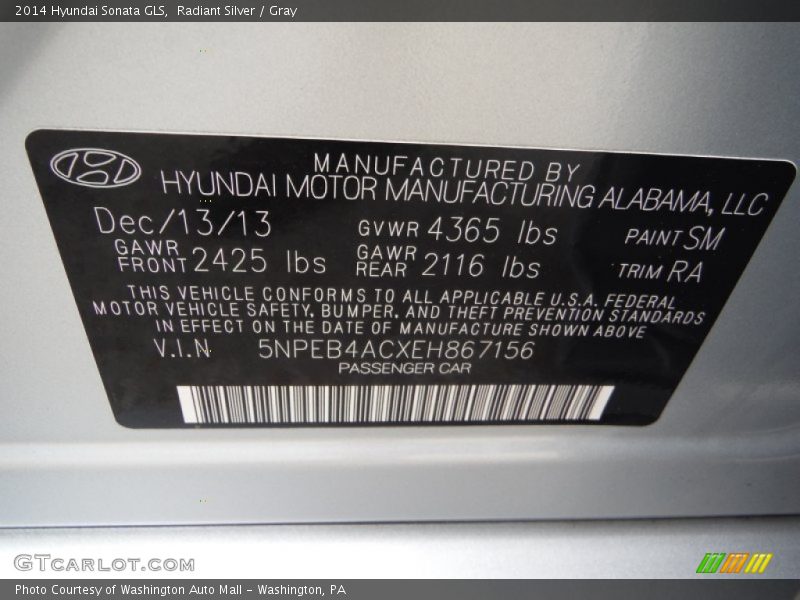 2014 Hyundai Sonata GLS, Radiant Silver / Gray
MANUFACTURED BY
HYUNDAI MOTOR MANUFACTURING ALABAMA, LLC
Dec/13/13 GVWR 4365 lbs PAINT SM
GAWR FRONT 2425 lbs GAWR REAR 2116 lbs TRIM RA
THIS VEHICLE CONFORMS TO ALL APPLICABLE U.S.A. FEDERAL
MOTOR VEHICLE SAFETY, BUMPER, AND THEFT PREVENTION STANDARDS
IN EFFECT ON THE DATE OF MANUFACTURE SHOWN ABOVE
V.I.N 5NPEB4ACXEH867156
PASSENGER CAR
GTCARLOT.COM
Photo Courtesy of Washington Auto Mall - Washington, PA